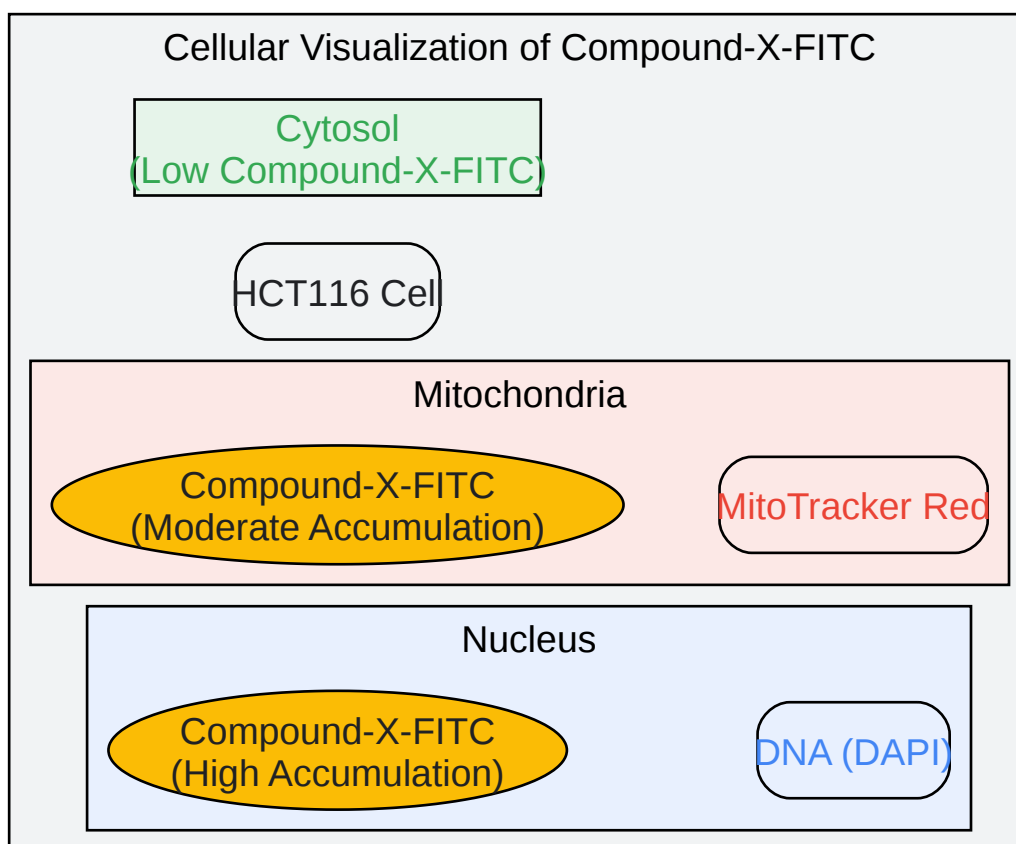 Cellular Visualization of Compound-X-FITC
Cytosol
(Low Compound-X-FITC)
HCT116 Cell
Mitochondria
Compound-X-FITC
(Moderate Accumulation)
MitoTracker Red
Nucleus
Compound-X-FITC
(High Accumulation)
DNA (DAPI)